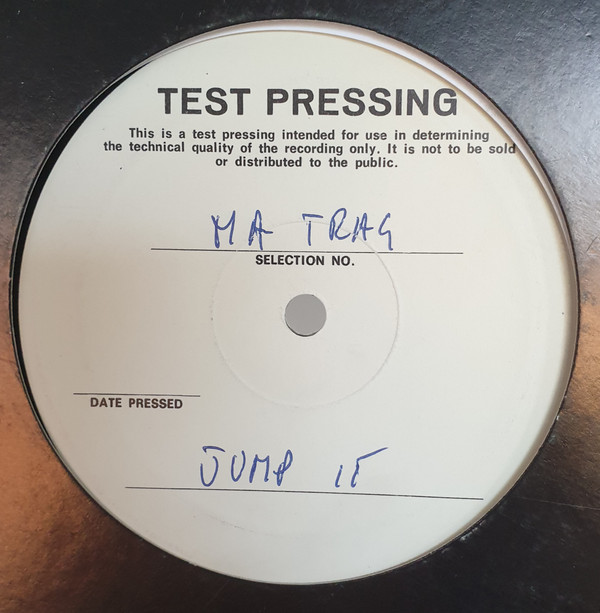 TEST PRESSING
This is a test pressing intended for use in determining
the technical quality of the recording only. It is not to be sold
or distributed to the public.
MA TRAG
SELECTION NO.
DATE PRESSED
JUMP IT